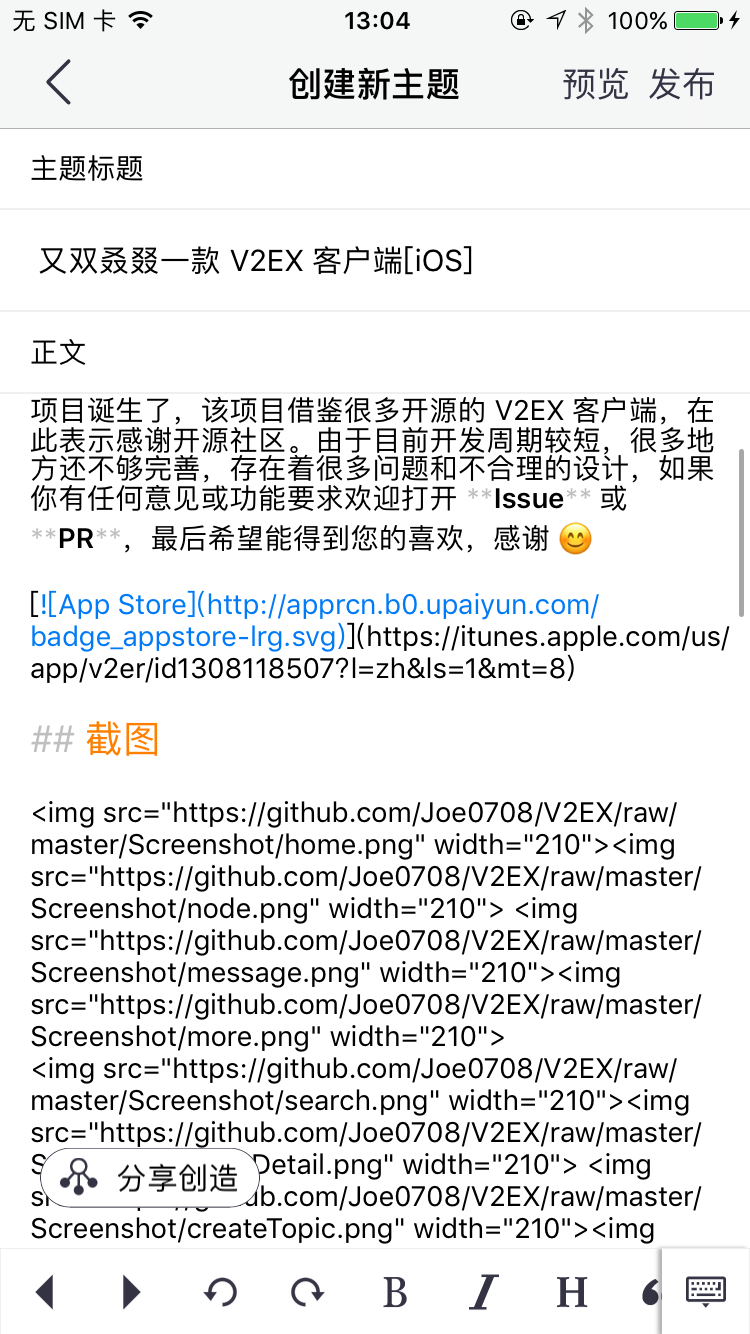 无 SIM 卡
13:04
100%
创建新主题
预览 发布
主题标题
又双叒叕一款 V2EX 客户端[iOS]
正文
项目诞生了，该项目借鉴很多开源的 V2EX 客户端，在
此表示感谢开源社区。由于目前开发周期较短，很多地
方还不够完善，存在着很多问题和不合理的设计，如果
你有任何意见或功能要求欢迎打开 **Issue** 或
**PR**，最后希望能得到您的喜欢，感谢 😊
[![App Store](http://apprcn.b0.upaiyun.com/
badge_appstore-lrg.svg)](https://itunes.apple.com/us/
app/v2er/id1308118507?l=zh&ls=1&mt=8)
## 截图
<img src="https://github.com/Joe0708/V2EX/raw/
master/Screenshot/home.png" width="210"><img
src="https://github.com/Joe0708/V2EX/raw/master/
Screenshot/node.png" width="210"> <img
src="https://github.com/Joe0708/V2EX/raw/master/
Screenshot/message.png" width="210"><img
src="https://github.com/Joe0708/V2EX/raw/master/
Screenshot/more.png" width="210">
<img src="https://github.com/Joe0708/V2EX/raw/
master/Screenshot/search.png" width="210"><img
src="https://github.com/Joe0708/V2EX/raw/master/
Detail.png" width="210"> <img
分享创造
db.com/Joe0708/V2EX/raw/master/
Screenshot/createTopic.png" width="210"><img
B I H